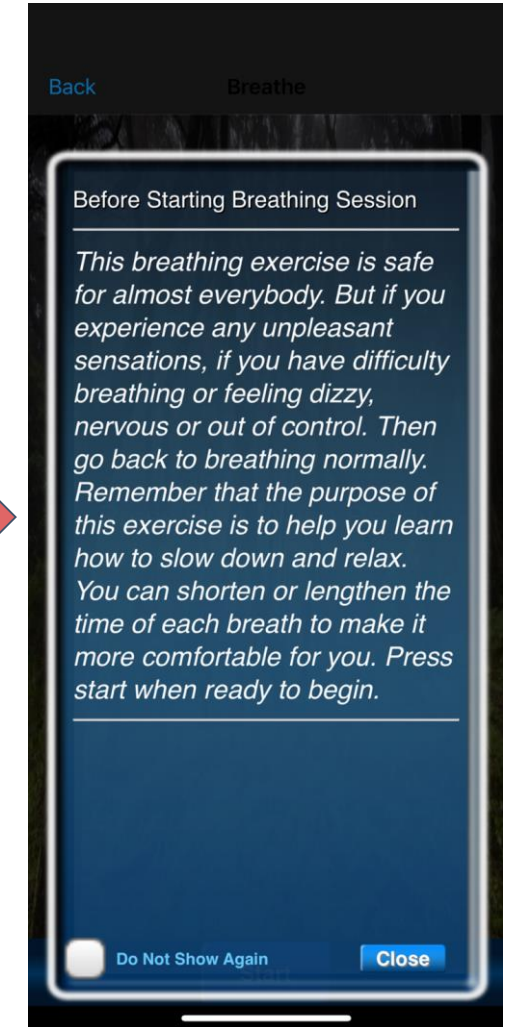 Back Breathe
Before Starting Breathing Session
This breathing exercise is safe
for almost everybody. But if you
experience any unpleasant
sensations, if you have difficulty
breathing or feeling dizzy,
nervous or out of control. Then
go back to breathing normally.
Remember that the purpose of
this exercise is to help you learn
how to slow down and relax.
You can shorten or lengthen the
time of each breath to make it
more comfortable for you. Press
start when ready to begin.
Do Not Show Again Close
Start